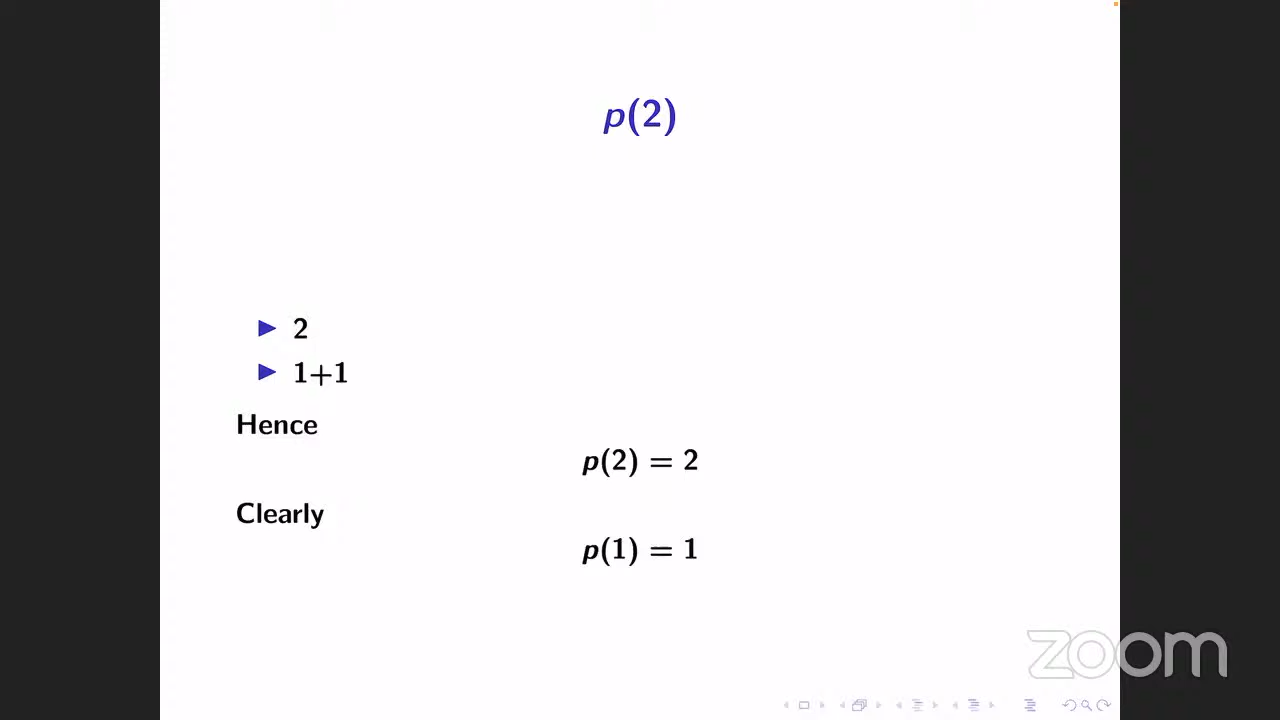 p(2)
▶ 2
▶ 1+1
Hence
p(2) = 2
Clearly
p(1) = 1
zoom